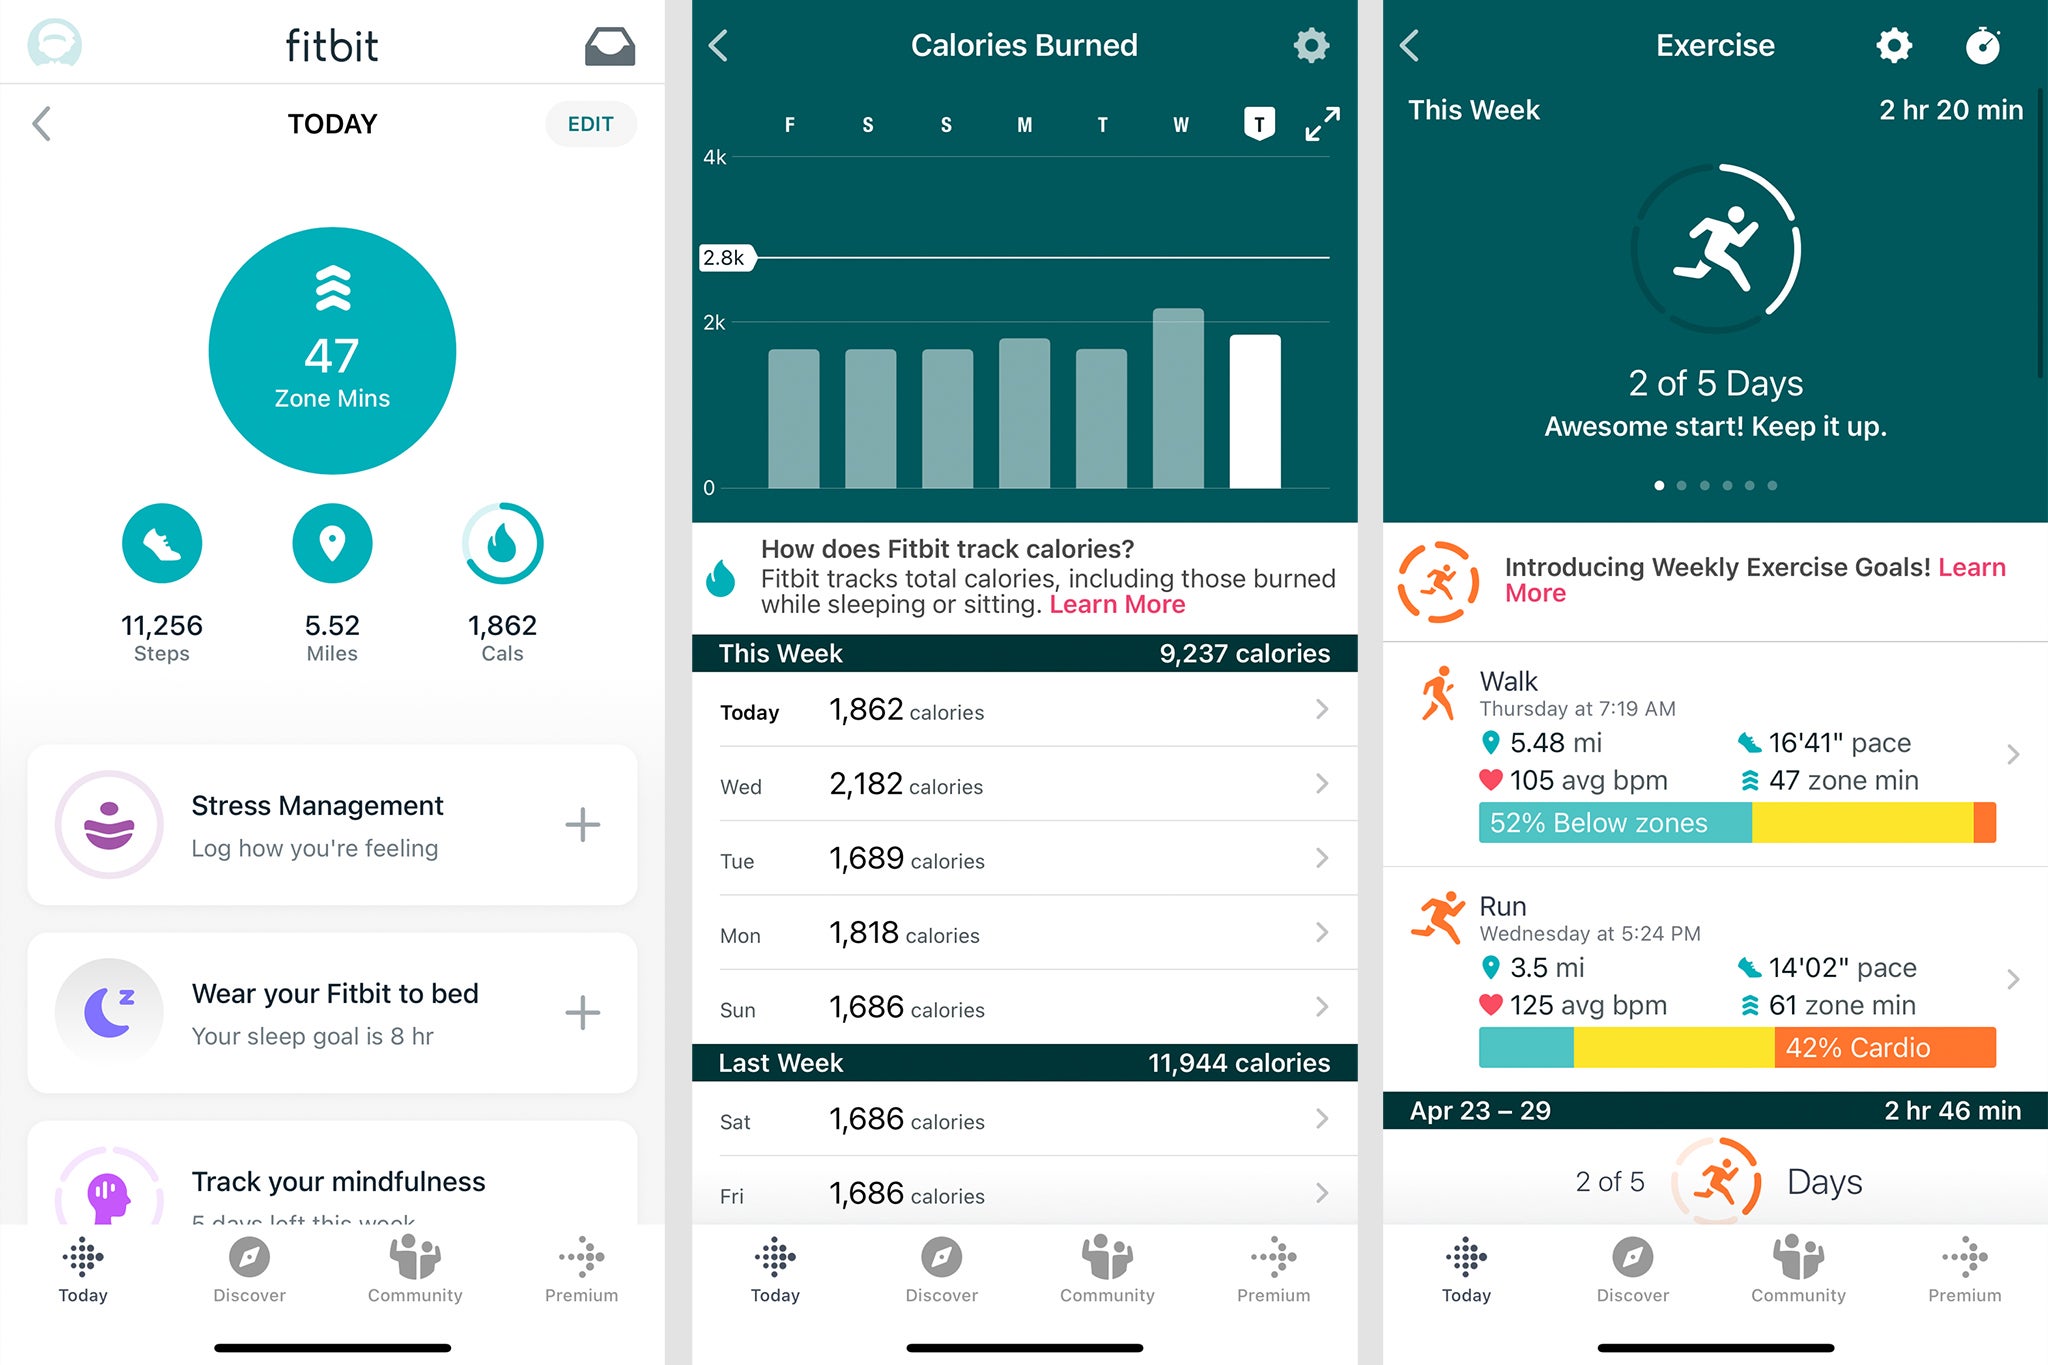 fitbit
TODAY
EDIT
47
Zone Mins
11,256
Steps
5.52
Miles
1,862
Cals
Stress Management
Log how you're feeling
Wear your Fitbit to bed
Your sleep goal is 8 hr
Track your mindfulness
5 days left this week
Today
Discover
Community
Premium
Calories Burned
F S S M T W T
4k
2.8k
2k
0
How does Fitbit track calories?
Fitbit tracks total calories, including those burned
while sleeping or sitting. Learn More
This Week 9,237 calories
Today 1,862 calories
Wed 2,182 calories
Tue 1,689 calories
Mon 1,818 calories
Sun 1,686 calories
Last Week 11,944 calories
Sat 1,686 calories
Fri 1,686 calories
Today
Discover
Community
Premium
Exercise
This Week 2 hr 20 min
2 of 5 Days
Awesome start! Keep it up.
Introducing Weekly Exercise Goals! Learn
More
Walk
Thursday at 7:19 AM
5.48 mi 16'41" pace
105 avg bpm 47 zone min
52% Below zones
Run
Wednesday at 5:24 PM
3.5 mi 14'02" pace
125 avg bpm 61 zone min
42% Cardio
Apr 23 – 29 2 hr 46 min
2 of 5 Days
Today
Discover
Community
Premium